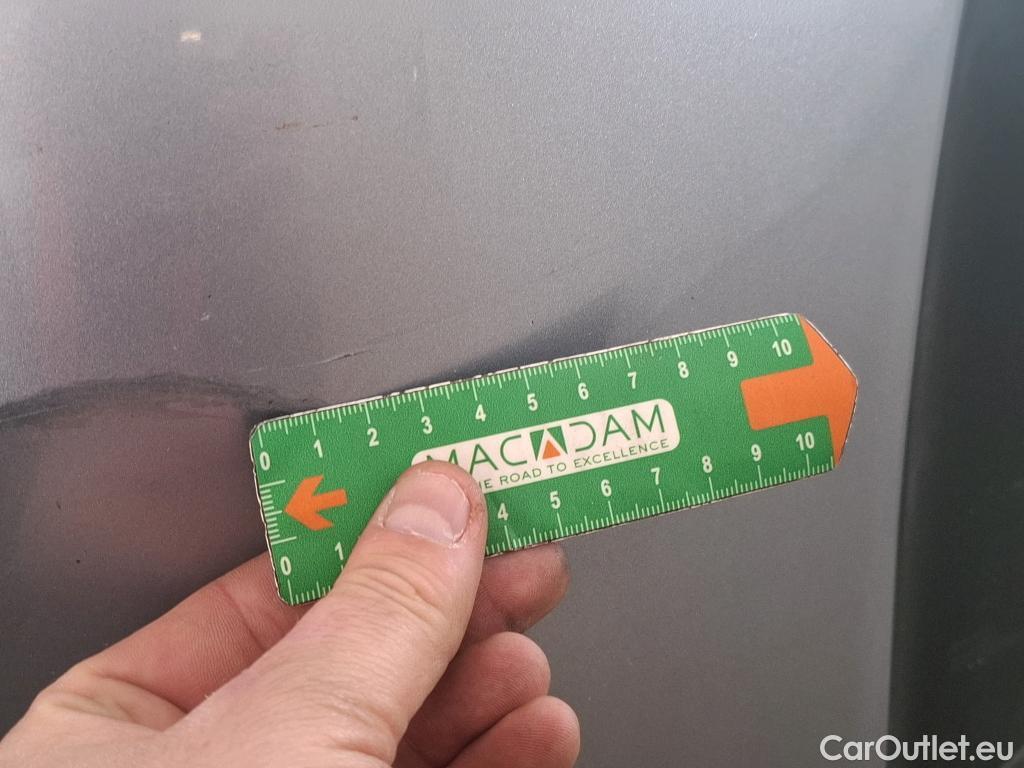 0 1 2 3 4 5 6 7 8 9 10
MACADAM
HE ROAD TO EXCELLENCE
0 1 4 5 6 7 8 9 10
CarOutlet.eu